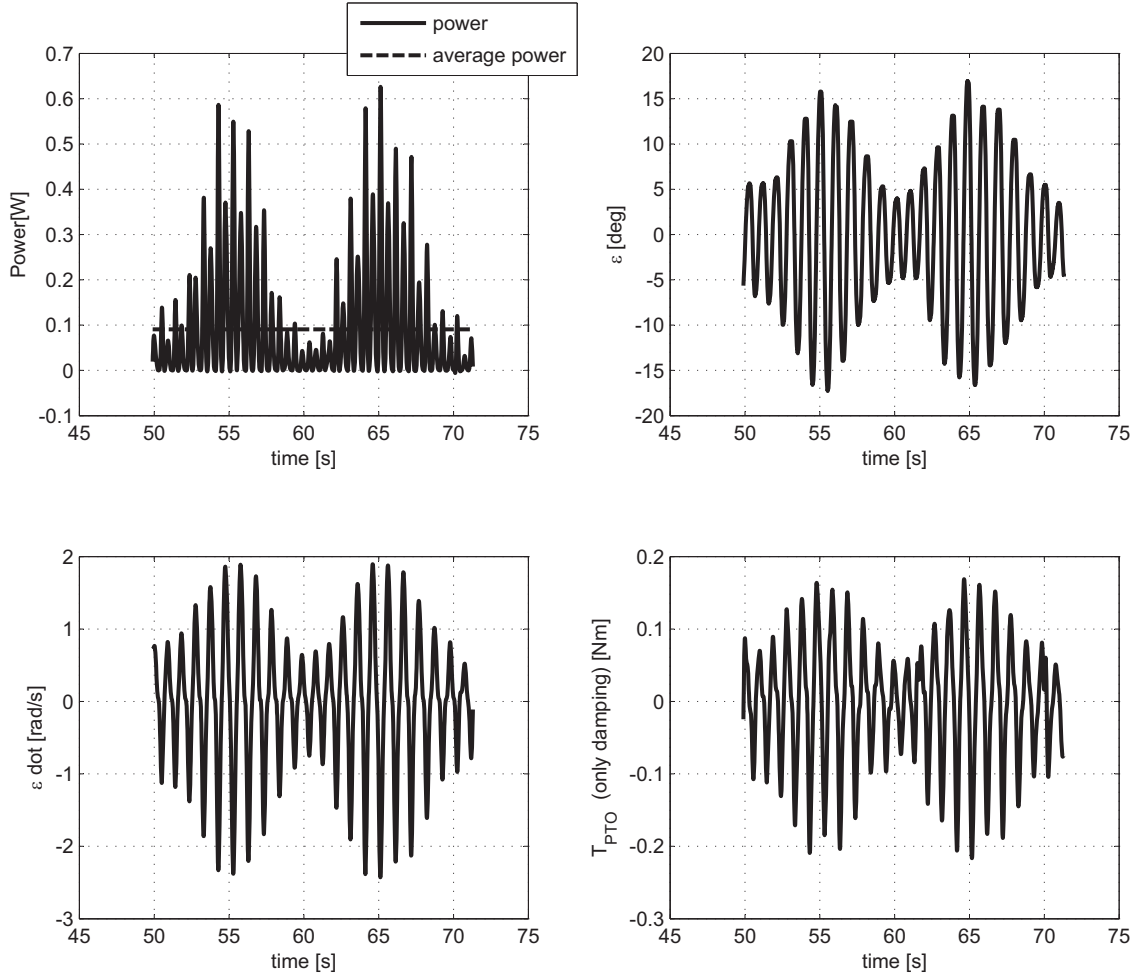 power
average power
0.7
0.6
0.5
0.4
0.3
0.2
0.1
0
-0.1
Power[W]
45 50 55 60 65 70 75
time [s]
20
15
10
5
0
-5
-10
-15
-20
ε [deg]
45 50 55 60 65 70 75
time [s]
2
1
0
-1
-2
-3
ε dot [rad/s]
45 50 55 60 65 70 75
time [s]
0.2
0.1
0
-0.1
-0.2
-0.3
T_PTO (only damping) [Nm]
45 50 55 60 65 70 75
time [s]